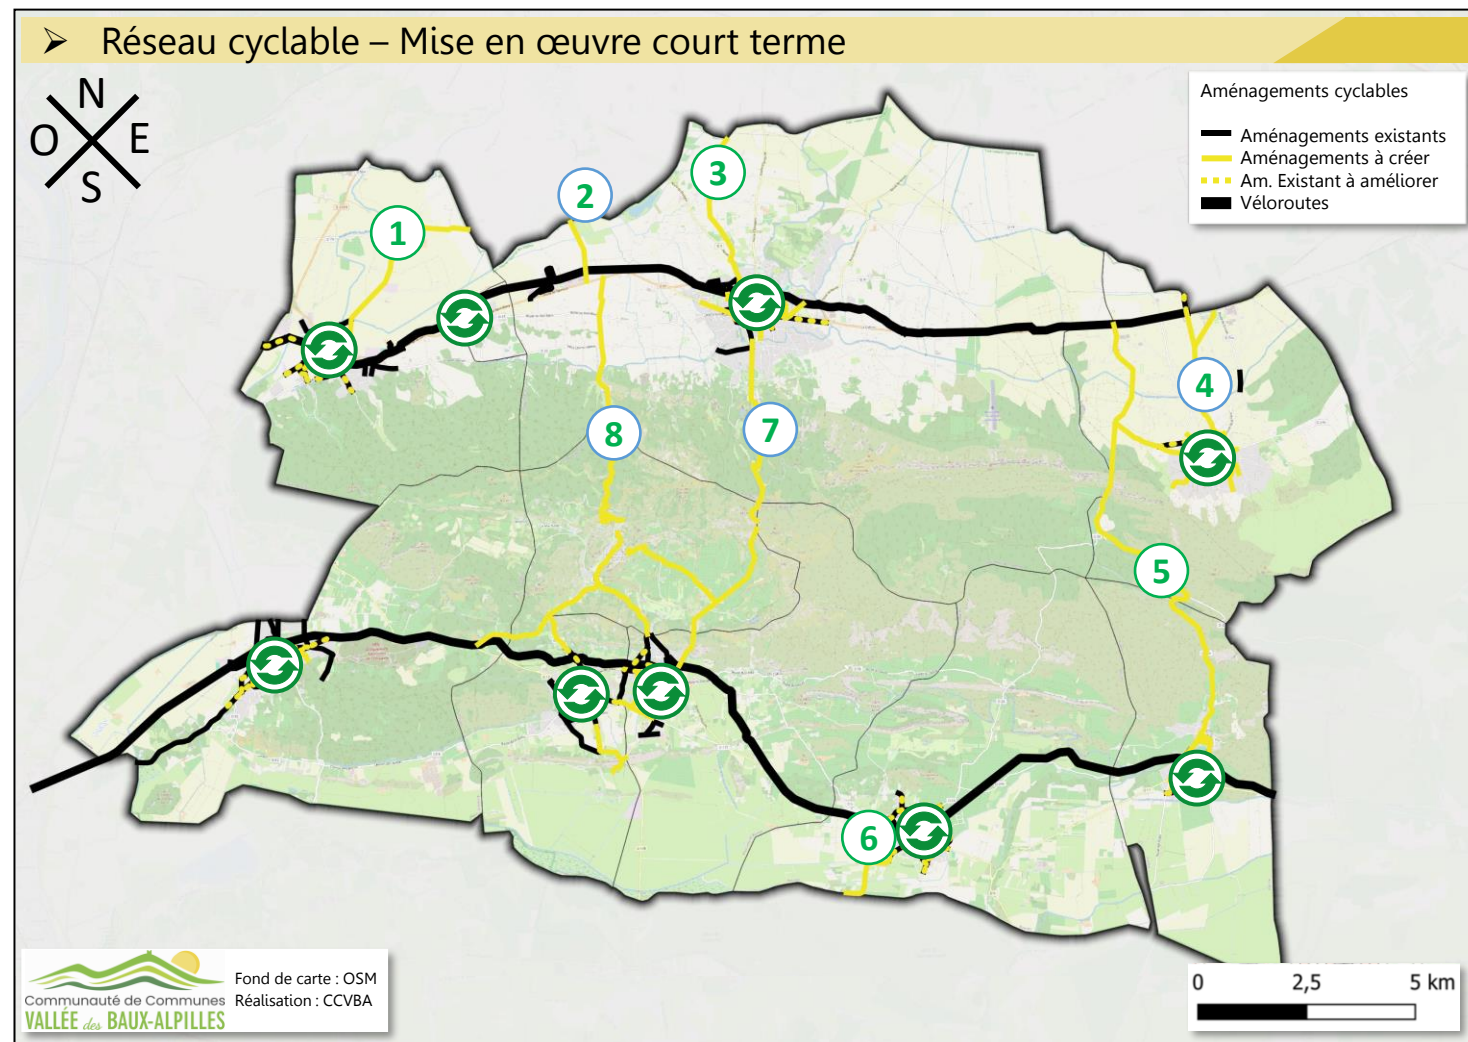 ➢ Réseau cyclable – Mise en œuvre court terme
N
O E
S
Aménagements cyclables
Aménagements existants
Aménagements à créer
Am. Existant à améliorer
Véloroutes
3
2
1
4
7
8
5
6
Communauté de Communes
VALLÉE des BAUX-ALPILLES
Fond de carte : OSM
Réalisation : CCVBA
0 2,5 5 km